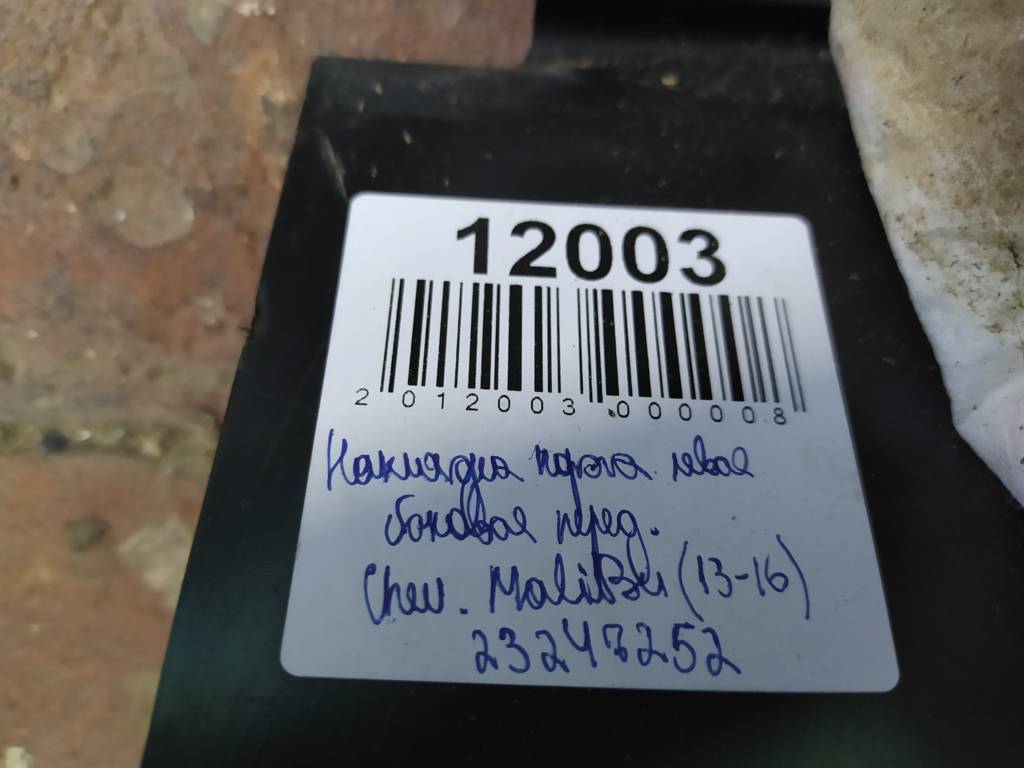 12003
2 012003 000008
Накладка порога левая
боковая перед.
Chev. MaliBu (13-16)
23247252